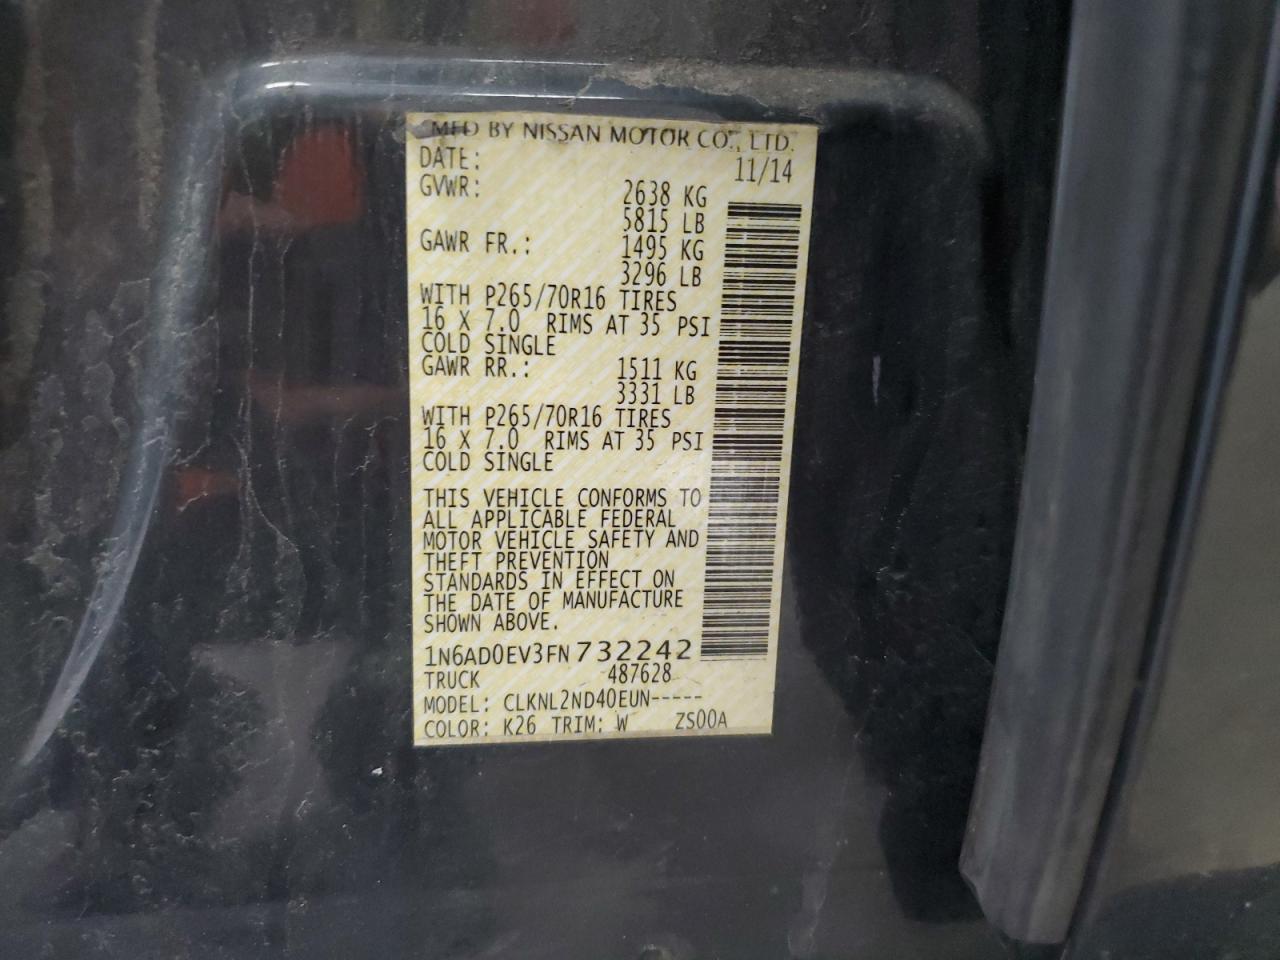 MFD BY NISSAN MOTOR CO., LTD.
DATE: 11/14
GVWR: 2638 KG
5815 LB
GAWR FR.: 1495 KG
3296 LB
WITH P265/70R16 TIRES
16 X 7.0 RIMS AT 35 PSI
COLD SINGLE
GAWR RR.: 1511 KG
3331 LB
WITH P265/70R16 TIRES
16 X 7.0 RIMS AT 35 PSI
COLD SINGLE
THIS VEHICLE CONFORMS TO
ALL APPLICABLE FEDERAL
MOTOR VEHICLE SAFETY AND
THEFT PREVENTION
STANDARDS IN EFFECT ON
THE DATE OF MANUFACTURE
SHOWN ABOVE.
1N6AD0EV3FN732242
TRUCK 487628
MODEL: CLKNL2ND40EUN-----
COLOR: K26 TRIM: W ZS00A